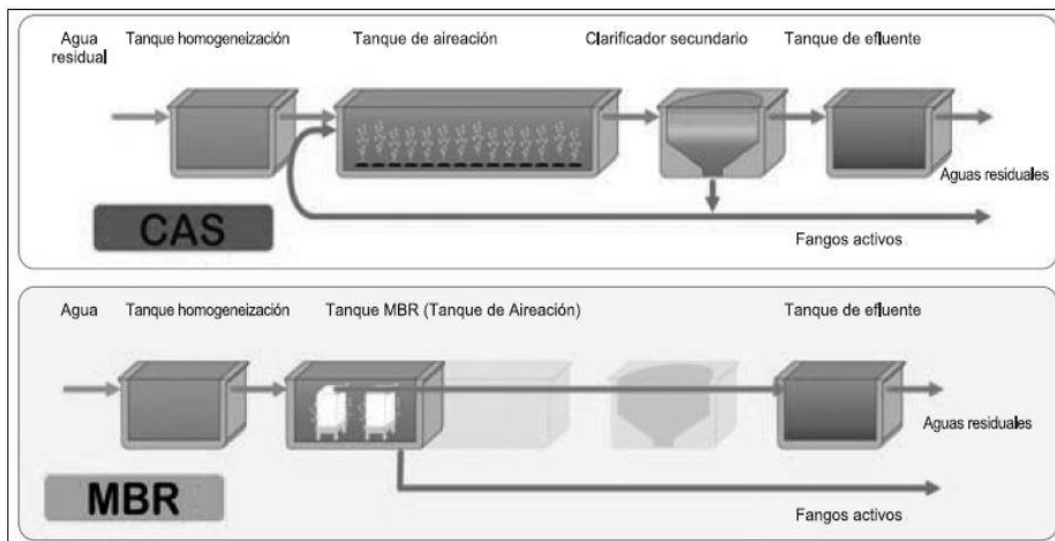 Agua
residual
Tanque homogeneización
Tanque de aireación
Clarificador secundario
Tanque de efluente
Aguas residuales
CAS
Fangos activos
Agua
Tanque homogeneización
Tanque MBR (Tanque de Aireación)
Tanque de efluente
Aguas residuales
MBR
Fangos activos